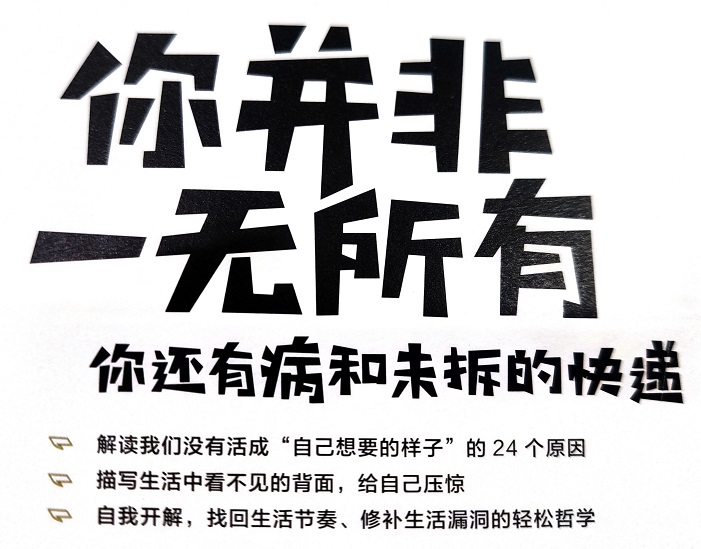 你并非
一无所有
你还有病和未拆的快递
解读我们没有活成“自己想要的样子”的 24 个原因
描写生活中看不见的背面，给自己压惊
自我开解，找回生活节奏、修补生活漏洞的轻松哲学